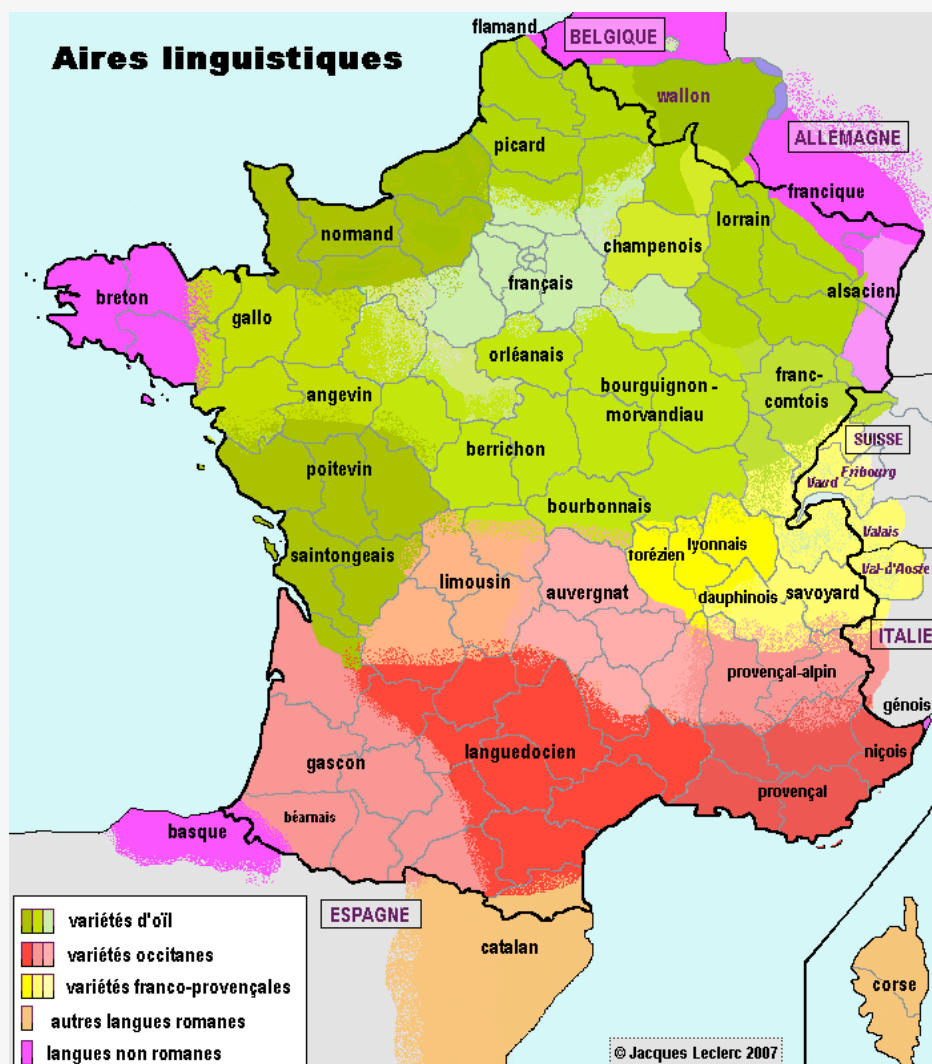 flamand
BELGIQUE
Aires linguistiques
wallon
ALLEMAGNE
picard
francique
lorrain
normand
champenois
français
alsacien
breton
gallo
orléanais
bourguignon -
morvandiau
franc-
comtois
angevin
SUISSE
berrichon
poitevin
Vaud
Fribourg
bourbonnais
Valais
saintongeais
forézien
lyonnais
Val-d'Aoste
limousin
auvergnat
dauphinois
savoyard
ITALIE
provençal-alpin
génois
languedocien
niçois
gascon
provençal
béarnais
basque
ESPAGNE
catalan
corse
variétés d'oïl
variétés occitanes
variétés franco-provençales
autres langues romanes
langues non romanes
© Jacques Leclerc 2007